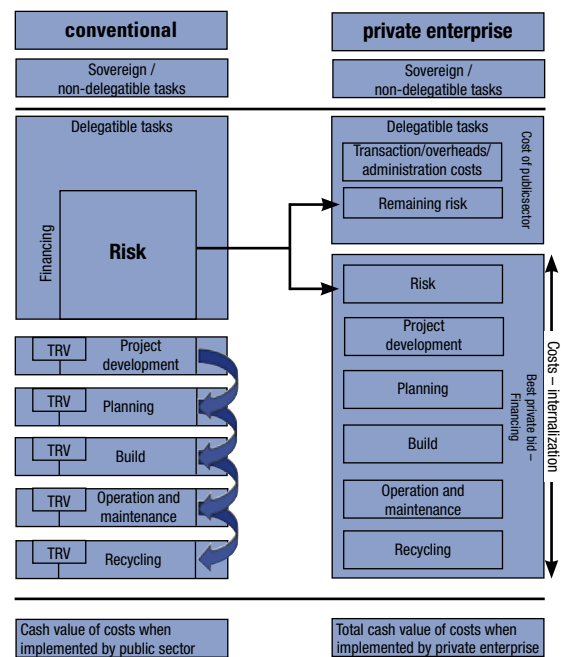 conventional
Sovereign /
non-delegatible tasks
Delegatible tasks
Financing
Risk
TRV
Project
development
TRV
Planning
TRV
Build
TRV
Operation and
maintenance
TRV
Recycling
Cash value of costs when
implemented by public sector
private enterprise
Sovereign /
non-delegatible tasks
Delegatible tasks
Transaction/overheads/
administration costs
Remaining risk
Cost of publicsector
Risk
Project
development
Planning
Build
Operation and
maintenance
Recycling
Best private bid –
Financing
Costs – internalization
Total cash value of costs when
implemented by private enterprise